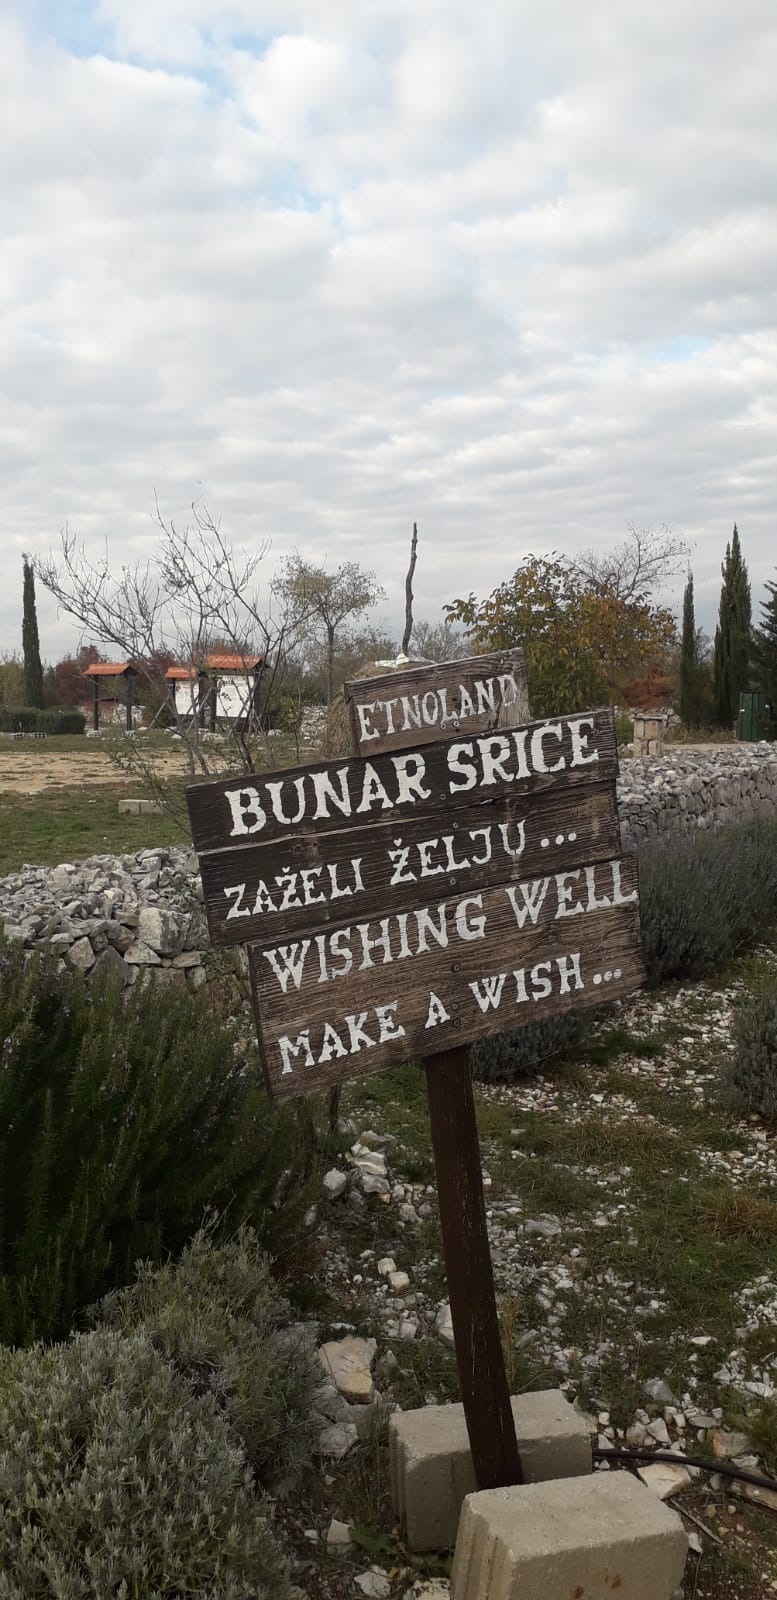 ETNOLAND
BUNAR SRIĆE
ZAŽELI ŽELJU...
WISHING WELL
MAKE A WISH...